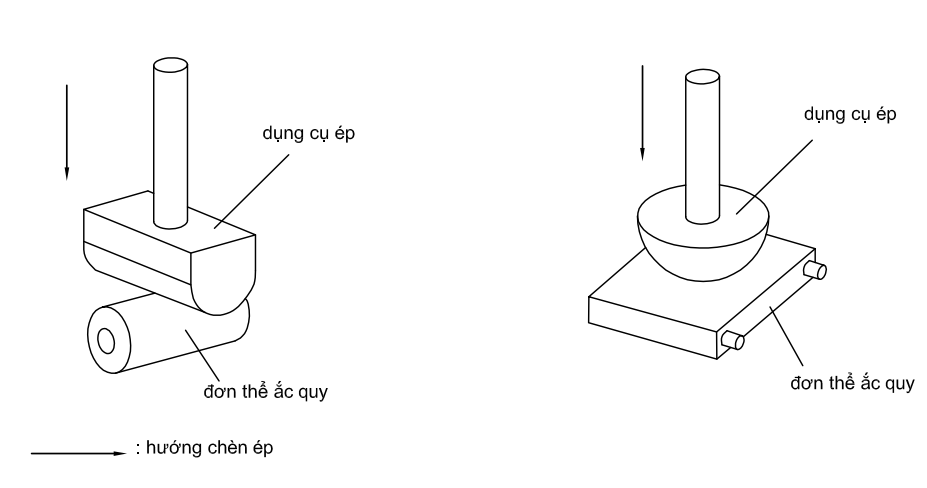 dụng cụ ép
dụng cụ ép
đơn thể ắc quy
đơn thể ắc quy
: hướng chèn ép